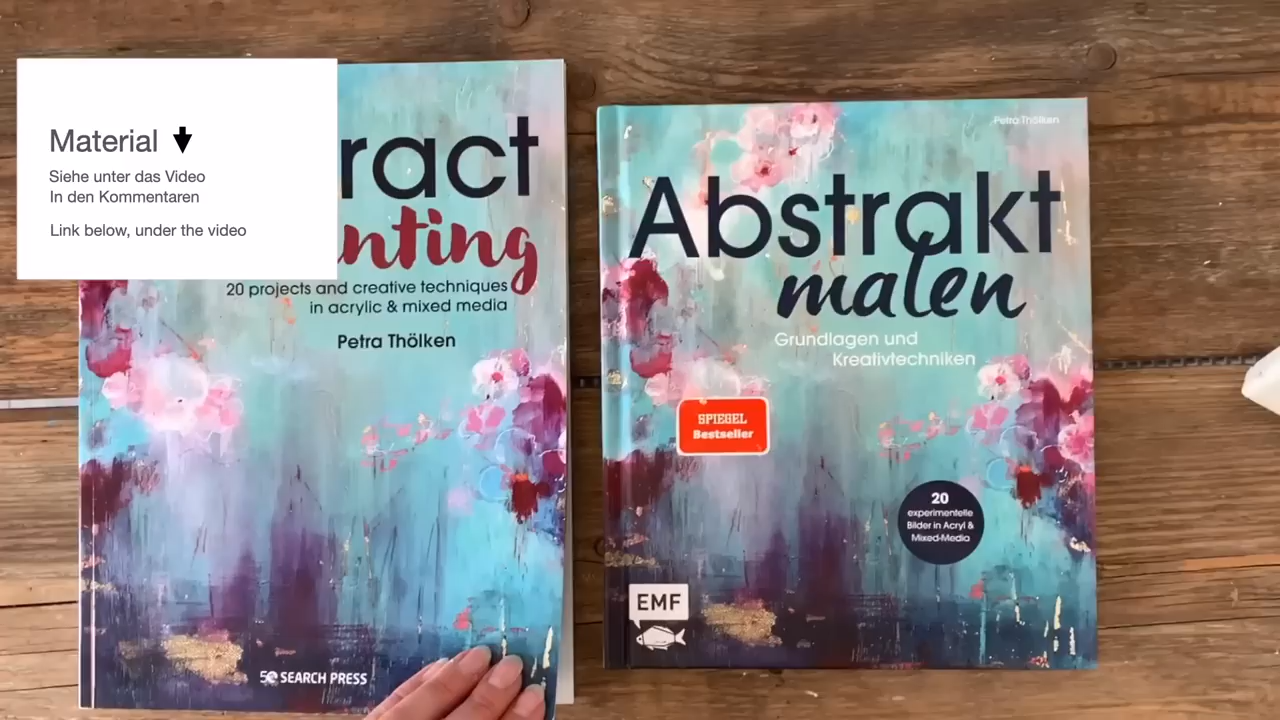 Material
Siehe unter das Video
In den Kommentaren
Link below, under the video
ract
nting
20 projects and creative techniques
in acrylic & mixed media
Petra Thölken
SEARCH PRESS
Petra Thölken
Abstrakt
malen
Grundlagen und
Kreativtechniken
SPIEGEL
Bestseller
20
experimentelle
Bilder in Acryl &
Mixed-Media
EMF